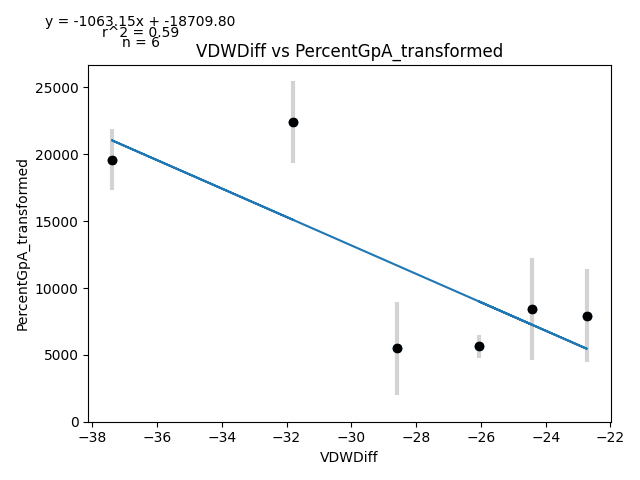 y = -1063.15x + -18709.80
r^2 = 0.59
n = 6
VDWDiff vs PercentGpA_transformed
PercentGpA_transformed
25000
20000
15000
10000
5000
0
−38
−36
−34
−32
−30
−28
−26
−24
−22
VDWDiff